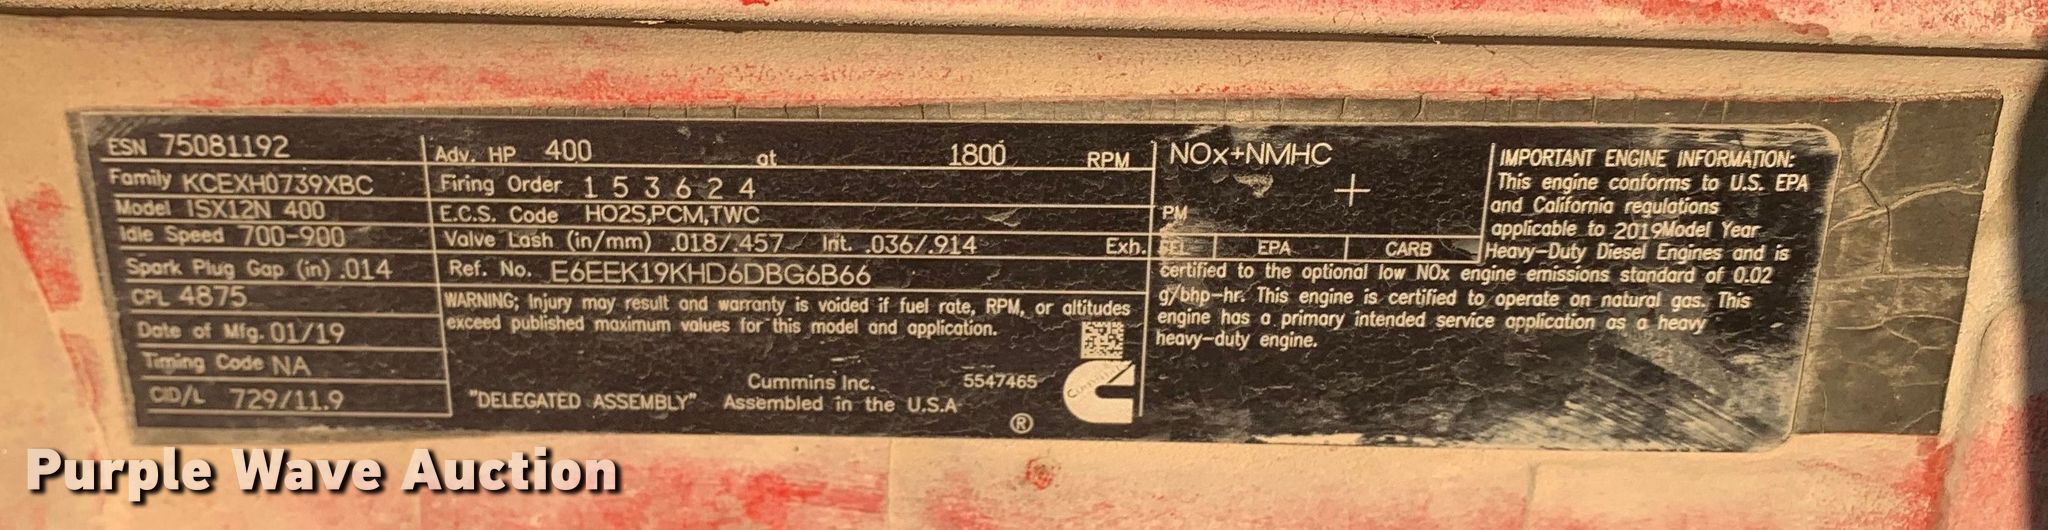 ESN 75081192
Family KCEXH0739XBC
Model ISX12N 400
Idle Speed 700-900
Spark Plug Gap (in) .014
CPL 4875
Date of Mfg. 01/19
Timing Code NA
CID/L 729/11.9
Adv. HP 400 at 1800 RPM
Firing Order 1 5 3 6 2 4
E.C.S. Code HO2S,PCM,TWC
Valve Lash (in/mm) .018/.457 Int. .036/.914 Exh.
Ref. No. E6EEK19KHD6DBG6B66
WARNING; Injury may result and warranty is voided if fuel rate, RPM, or altitudes
exceed published maximum values for this model and application.
Cummins Inc. 5547465
"DELEGATED ASSEMBLY" Assembled in the U.S.A
®
Cummins
NOx+NMHC
+
PM
FEL EPA CARB
IMPORTANT ENGINE INFORMATION:
This engine conforms to U.S. EPA
and California regulations
applicable to 2019Model Year
Heavy-Duty Diesel Engines and is
certified to the optional low NOx engine emissions standard of 0.02
g/bhp-hr. This engine is certified to operate on natural gas. This
engine has a primary intended service application as a heavy
heavy-duty engine.
Purple Wave Auction